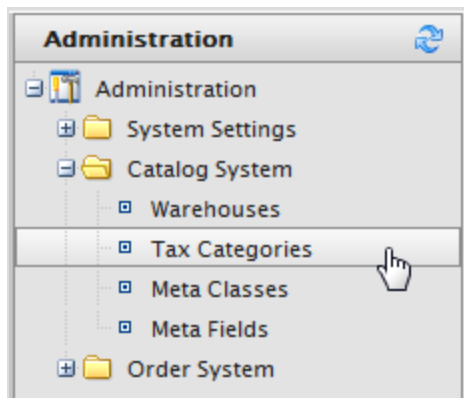 Administration
Administration
System Settings
Catalog System
Warehouses
Tax Categories
Meta Classes
Meta Fields
Order System